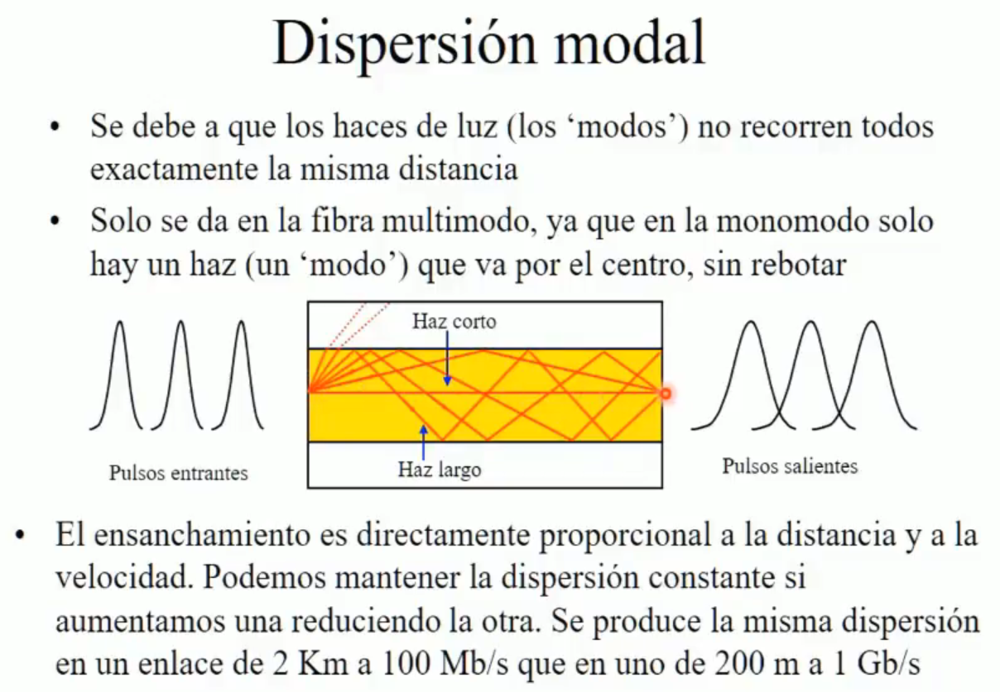 Dispersión modal
• Se debe a que los haces de luz (los ‘modos’) no recorren todos
exactamente la misma distancia
• Solo se da en la fibra multimodo, ya que en la monomodo solo
hay un haz (un ‘modo’) que va por el centro, sin rebotar
Haz corto
Haz largo
Pulsos entrantes
Pulsos salientes
• El ensanchamiento es directamente proporcional a la distancia y a la
velocidad. Podemos mantener la dispersión constante si
aumentamos una reduciendo la otra. Se produce la misma dispersión
en un enlace de 2 Km a 100 Mb/s que en uno de 200 m a 1 Gb/s